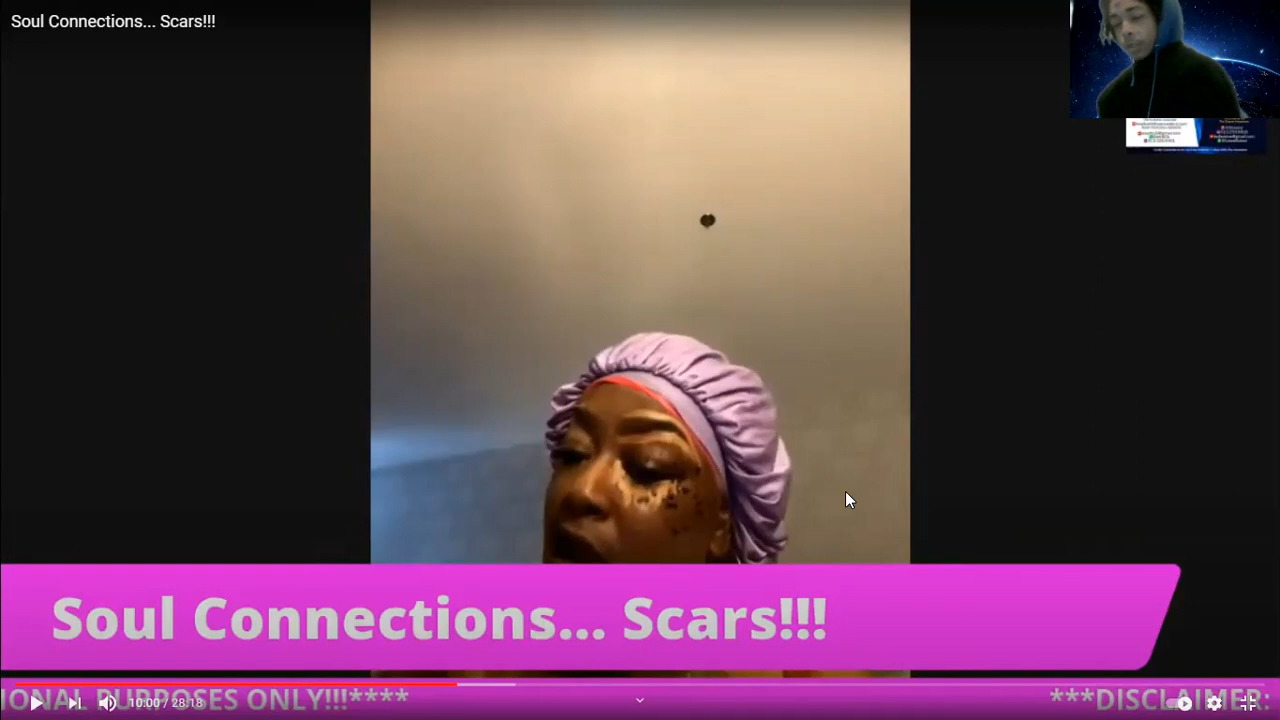 Soul Connections... Scars!!!
Soul Connections... Scars!!!
IONAL PURPOSES ONLY!!!****
***DISCLAIMER:
10:00 / 28:18